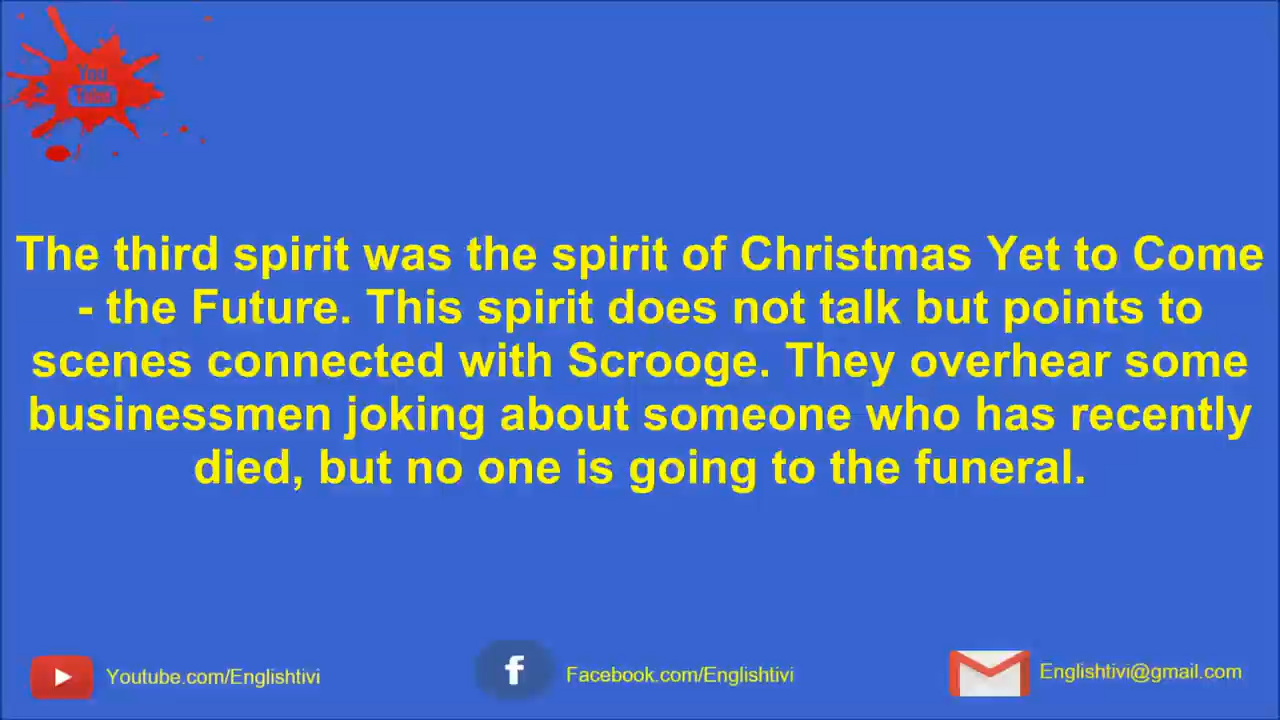 You
Tube
The third spirit was the spirit of Christmas Yet to Come
- the Future. This spirit does not talk but points to
scenes connected with Scrooge. They overhear some
businessmen joking about someone who has recently
died, but no one is going to the funeral.
Youtube.com/Englishtivi
f
Facebook.com/Englishtivi
Englishtivi@gmail.com